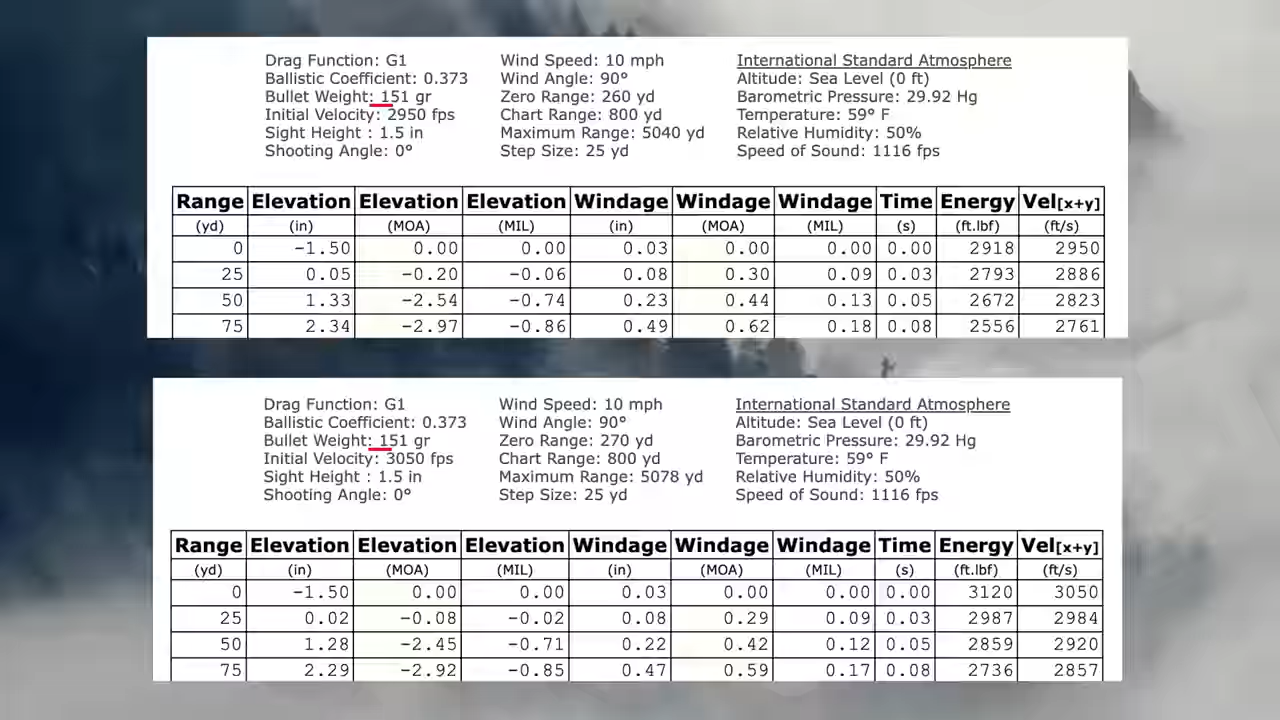 Drag Function: G1 Wind Speed: 10 mph International Standard Atmosphere
Ballistic Coefficient: 0.373 Wind Angle: 90° Altitude: Sea Level (0 ft)
Bullet Weight: 151 gr Zero Range: 260 yd Barometric Pressure: 29.92 Hg
Initial Velocity: 2950 fps Chart Range: 800 yd Temperature: 59° F
Sight Height : 1.5 in Maximum Range: 5040 yd Relative Humidity: 50%
Shooting Angle: 0° Step Size: 25 yd Speed of Sound: 1116 fps
Range Elevation Elevation Elevation Windage Windage Windage Time Energy Vel[x+y]
(yd) (in) (MOA) (MIL) (in) (MOA) (MIL) (s) (ft.lbf) (ft/s)
0 -1.50 0.00 0.00 0.03 0.00 0.00 0.00 2918 2950
25 0.05 -0.20 -0.06 0.08 0.30 0.09 0.03 2793 2886
50 1.33 -2.54 -0.74 0.23 0.44 0.13 0.05 2672 2823
75 2.34 -2.97 -0.86 0.49 0.62 0.18 0.08 2556 2761
Drag Function: G1 Wind Speed: 10 mph International Standard Atmosphere
Ballistic Coefficient: 0.373 Wind Angle: 90° Altitude: Sea Level (0 ft)
Bullet Weight: 151 gr Zero Range: 270 yd Barometric Pressure: 29.92 Hg
Initial Velocity: 3050 fps Chart Range: 800 yd Temperature: 59° F
Sight Height : 1.5 in Maximum Range: 5078 yd Relative Humidity: 50%
Shooting Angle: 0° Step Size: 25 yd Speed of Sound: 1116 fps
Range Elevation Elevation Elevation Windage Windage Windage Time Energy Vel[x+y]
(yd) (in) (MOA) (MIL) (in) (MOA) (MIL) (s) (ft.lbf) (ft/s)
0 -1.50 0.00 0.00 0.03 0.00 0.00 0.00 3120 3050
25 0.02 -0.08 -0.02 0.08 0.29 0.09 0.03 2987 2984
50 1.28 -2.45 -0.71 0.22 0.42 0.12 0.05 2859 2920
75 2.29 -2.92 -0.85 0.47 0.59 0.17 0.08 2736 2857